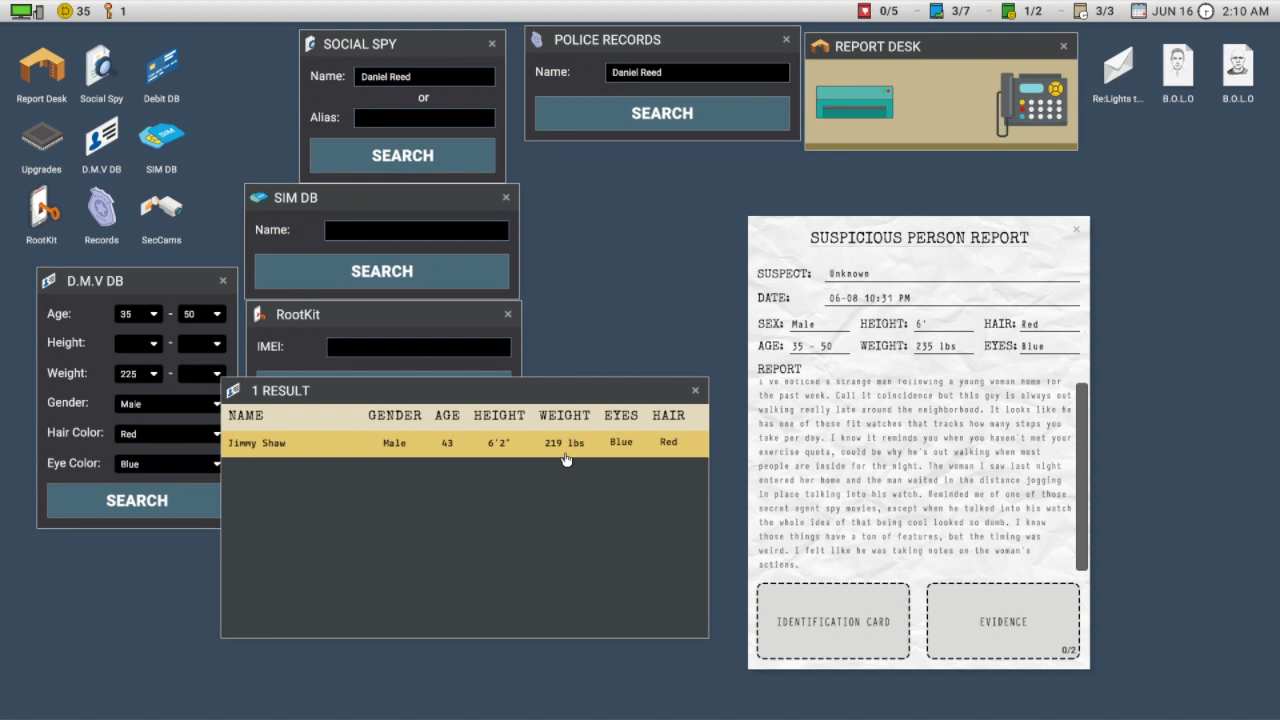 35
1
0/5
3/7
1/2
3/3
JUN 16
2:10 AM
Report Desk
Social Spy
Debit DB
Upgrades
D.M.V DB
SIM DB
RootKit
Records
SecCams
SOCIAL SPY
Name: Daniel Reed
or
Alias:
SEARCH
POLICE RECORDS
Name: Daniel Reed
SEARCH
REPORT DESK
Re:Lights t...
B.O.L.O
B.O.L.O
SIM DB
Name:
SEARCH
RootKit
IMEI:
D.M.V DB
Age: 35 - 50
Height: -
Weight: 225 -
Gender: Male
Hair Color: Red
Eye Color: Blue
SEARCH
1 RESULT
NAME GENDER AGE HEIGHT WEIGHT EYES HAIR
Jimmy Shaw Male 43 6'2" 219 lbs Blue Red
SUSPICIOUS PERSON REPORT
SUSPECT: Unknown
DATE: 06-08 10:31 PM
SEX: Male HEIGHT: 6' HAIR: Red
AGE: 35 - 50 WEIGHT: 235 lbs EYES: Blue
REPORT
I've noticed a strange man following a young woman home for
the past week. Call it coincidence but this guy is always out
walking really late around the neighborhood. It looks like he
has one of those fit watches that tracks how many steps you
take per day. I know it reminds you when you haven't met your
exercise quota, could be why he's out walking when most
people are inside for the night. The woman I saw last night
entered her home and the man waited in the distance jogging
in place talking into his watch. Reminded me of one of those
secret agent spy movies, except when he talked into his watch
the whole idea of that being cool looked so dumb. I know
those things have a ton of features, but the timing was
weird. I felt like he was taking notes on the woman's
actions.
IDENTIFICATION CARD
EVIDENCE
0/2